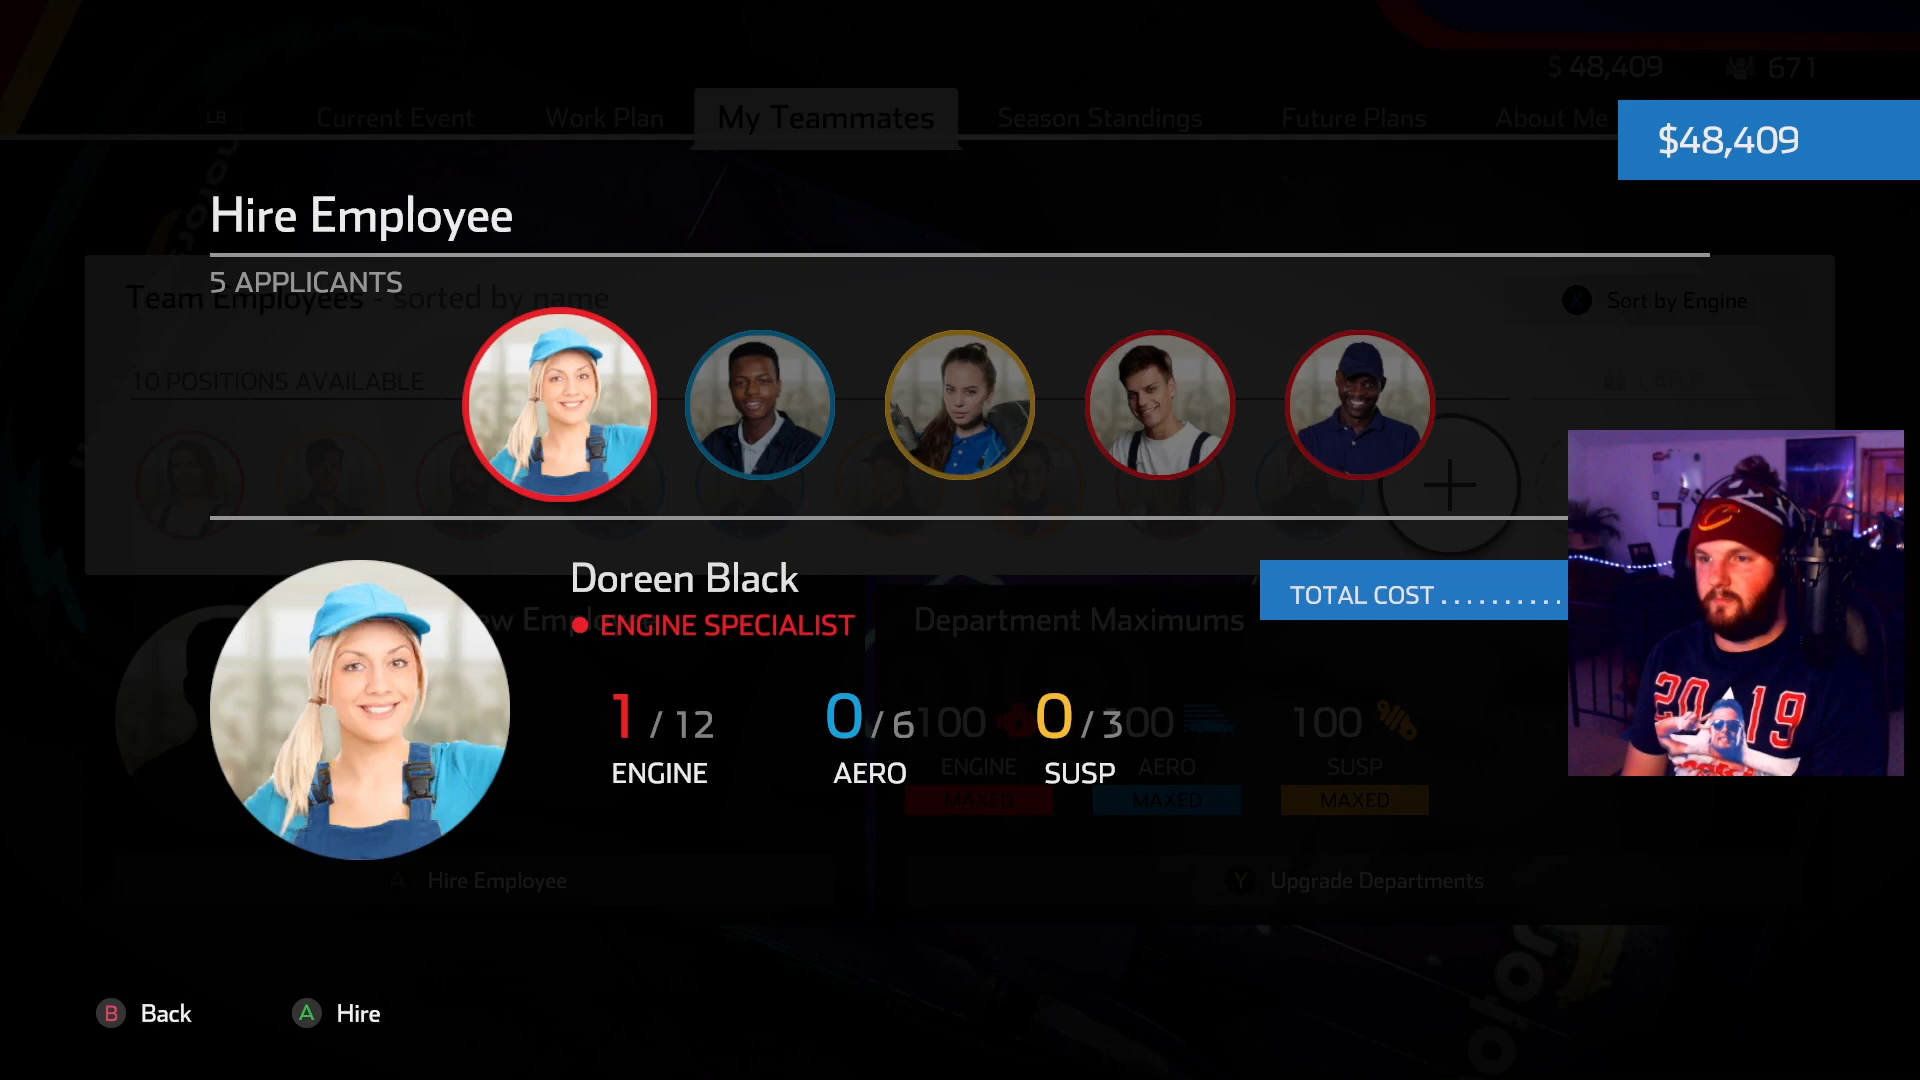 $ 48,409 671
LB Current Event Work Plan My Teammates Season Standings Future Plans About Me
$48,409
Hire Employee
5 APPLICANTS
Team Employees - sorted by name
Sort by Engine
10 POSITIONS AVAILABLE
Doreen Black
TOTAL COST..........
ENGINE SPECIALIST
Department Maximums
1 / 12 0 / 6 0 / 3
ENGINE AERO SUSP
100 100
ENGINE AERO SUSP
MAXED MAXED MAXED
2019
A Hire Employee
Y Upgrade Departments
B Back A Hire